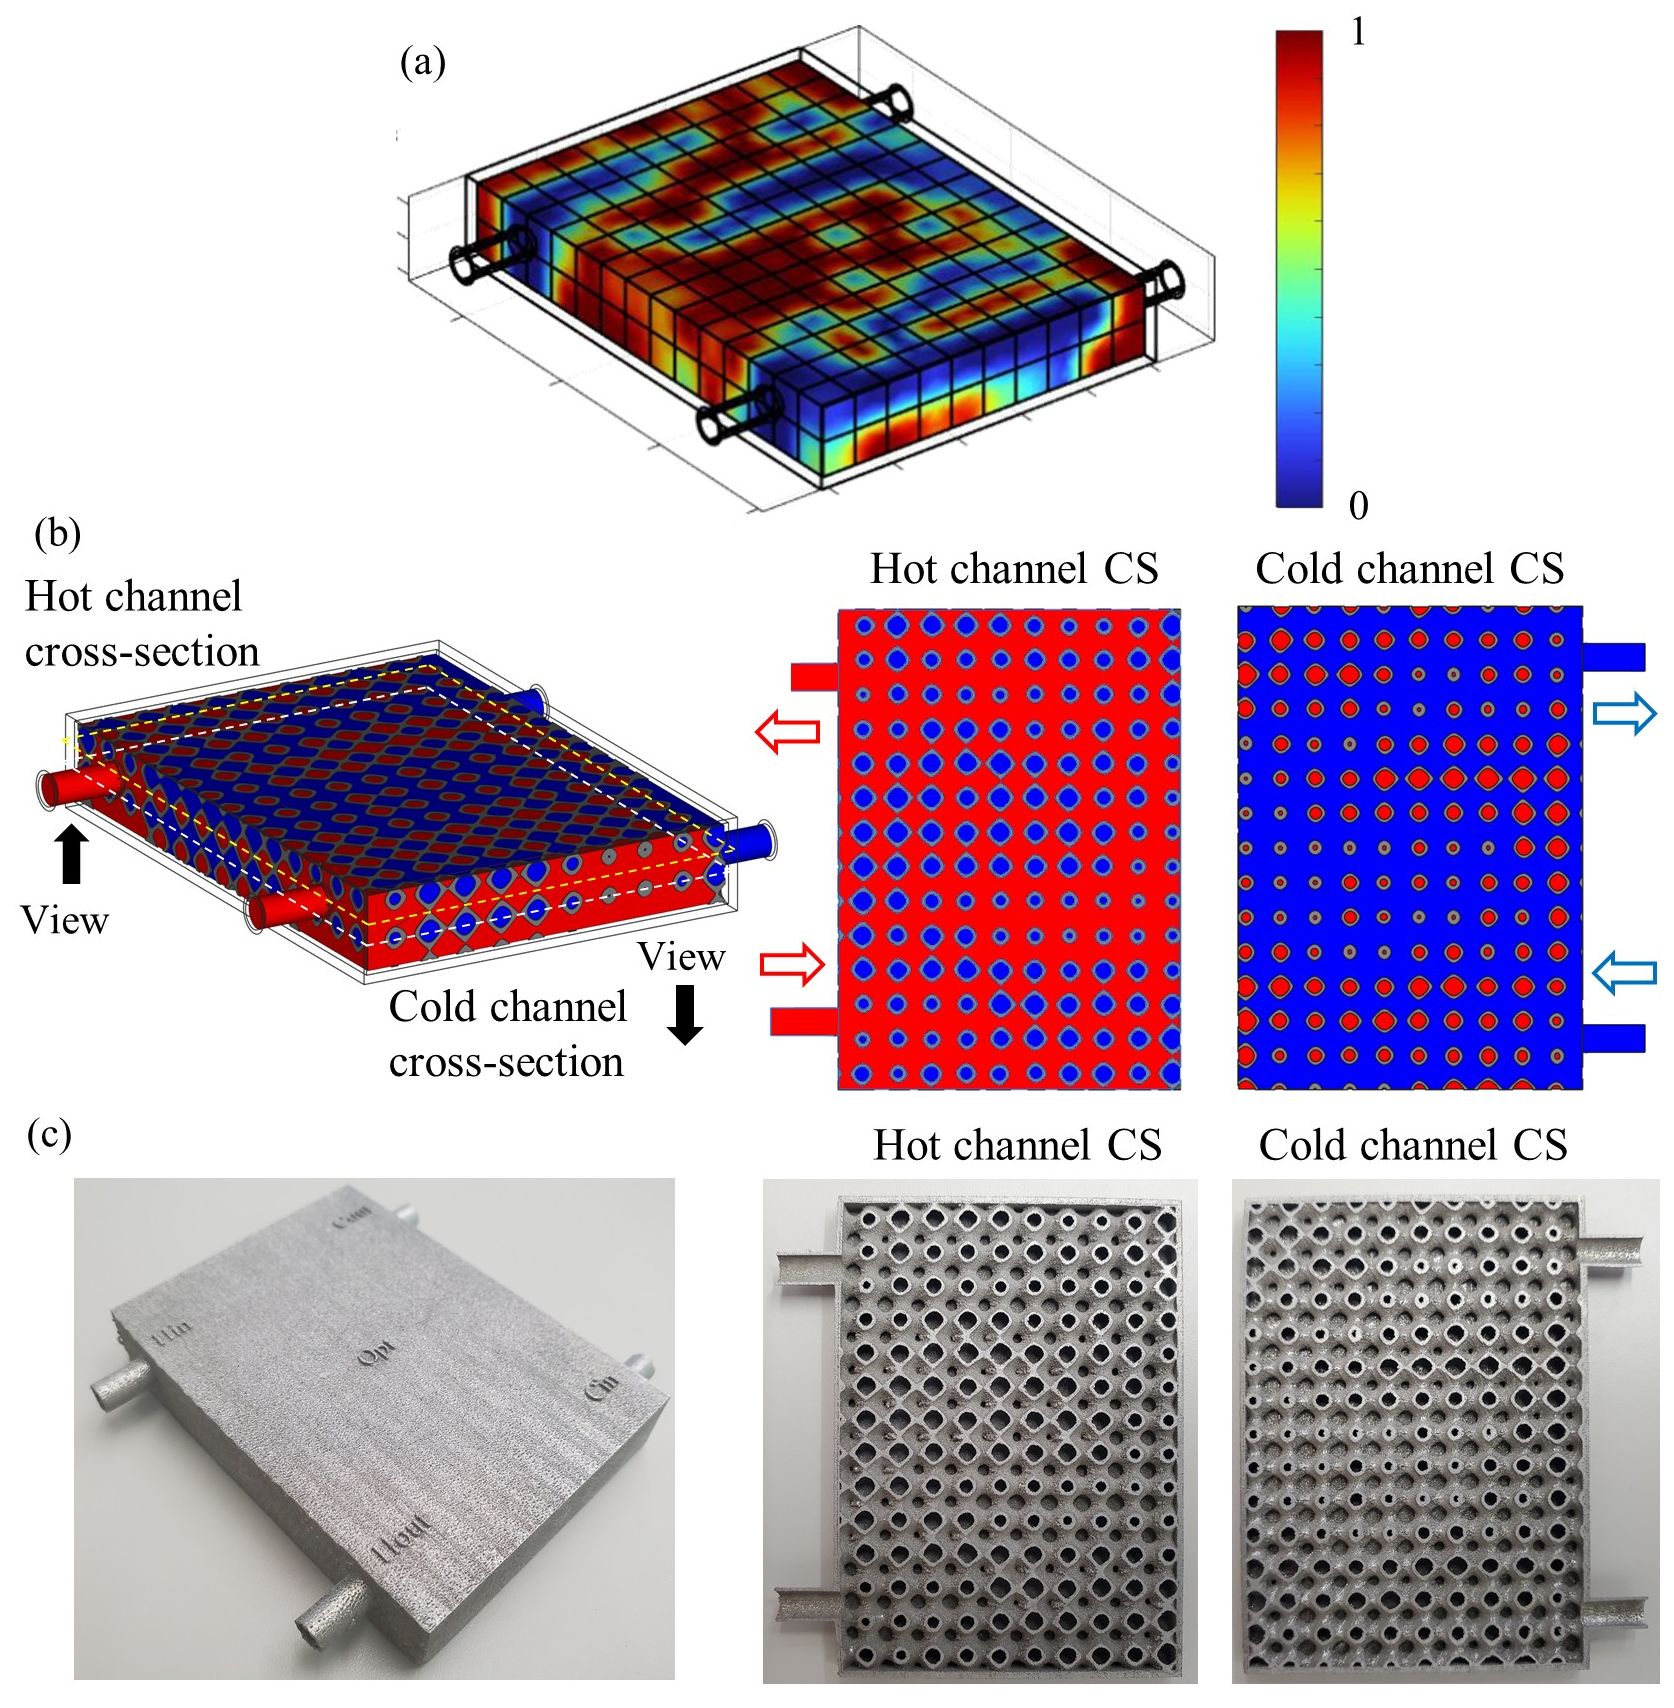 (a)
1
0
(b)
Hot channel
cross-section
View
View
Cold channel
cross-section
Hot channel CS
Cold channel CS
(c)
Hot channel CS
Cold channel CS
Cout
Hin
Opt
Cin
Hout